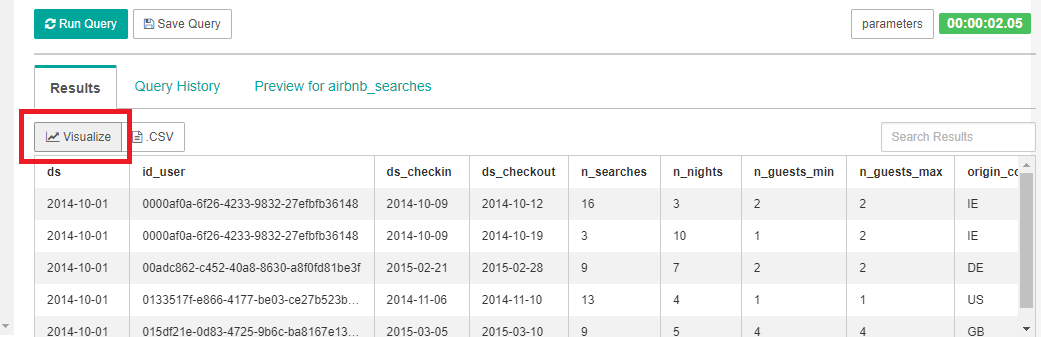 Run Query Save Query parameters 00:00:02.05
Results Query History Preview for airbnb_searches
Visualize .CSV Search Results
ds id_user ds_checkin ds_checkout n_searches n_nights n_guests_min n_guests_max origin_co
2014-10-01 0000af0a-6f26-4233-9832-27efbfb36148 2014-10-09 2014-10-12 16 3 2 2 IE
2014-10-01 0000af0a-6f26-4233-9832-27efbfb36148 2014-10-09 2014-10-19 3 10 1 2 IE
2014-10-01 00adc862-c452-40a8-8630-a8f0fd81be3f 2015-02-21 2015-02-28 9 7 2 2 DE
2014-10-01 0133517f-e866-4177-be03-ce27b523b... 2014-11-06 2014-11-10 13 4 1 1 US
2014-10-01 015df21e-0d83-4725-9b6c-ba8167e13... 2015-03-05 2015-03-10 9 5 4 4 GB